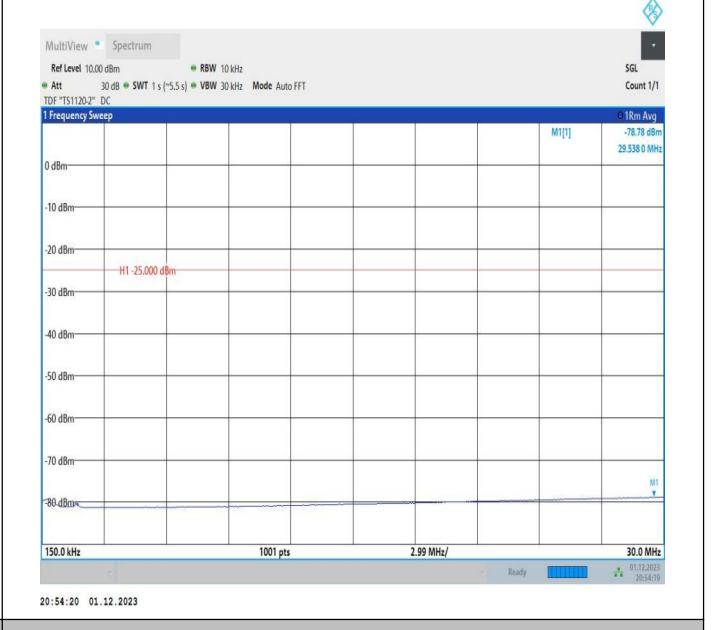 MultiView Spectrum
Ref Level 10.00 dBm RBW 10 kHz SGL
Att 30 dB SWT 1 s (~5.5 s) VBW 30 kHz Mode Auto FFT Count 1/1
TDF "TS1120-2" DC
1 Frequency Sweep 1Rm Avg
M1[1] -78.78 dBm
29.538 0 MHz
0 dBm
-10 dBm
-20 dBm
H1 -25.000 dBm
-30 dBm
-40 dBm
-50 dBm
-60 dBm
-70 dBm
M1
-80 dBm
150.0 kHz 1001 pts 2.99 MHz/ 30.0 MHz
Ready 01.12.2023
20:54:19
20:54:20 01.12.2023